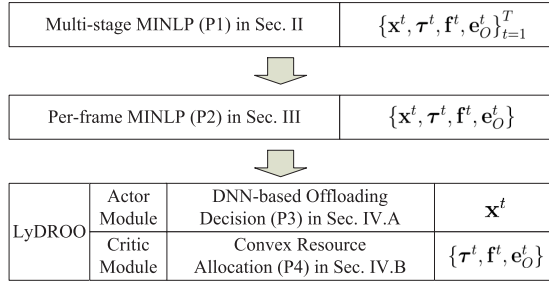 Multi-stage MINLP (P1) in Sec. II {x^t, τ^t, f^t, e_O^t}_{t=1}^T
Per-frame MINLP (P2) in Sec. III {x^t, τ^t, f^t, e_O^t}
LyDROO
Actor
Module
DNN-based Offloading
Decision (P3) in Sec. IV.A
x^t
Critic
Module
Convex Resource
Allocation (P4) in Sec. IV.B
{τ^t, f^t, e_O^t}